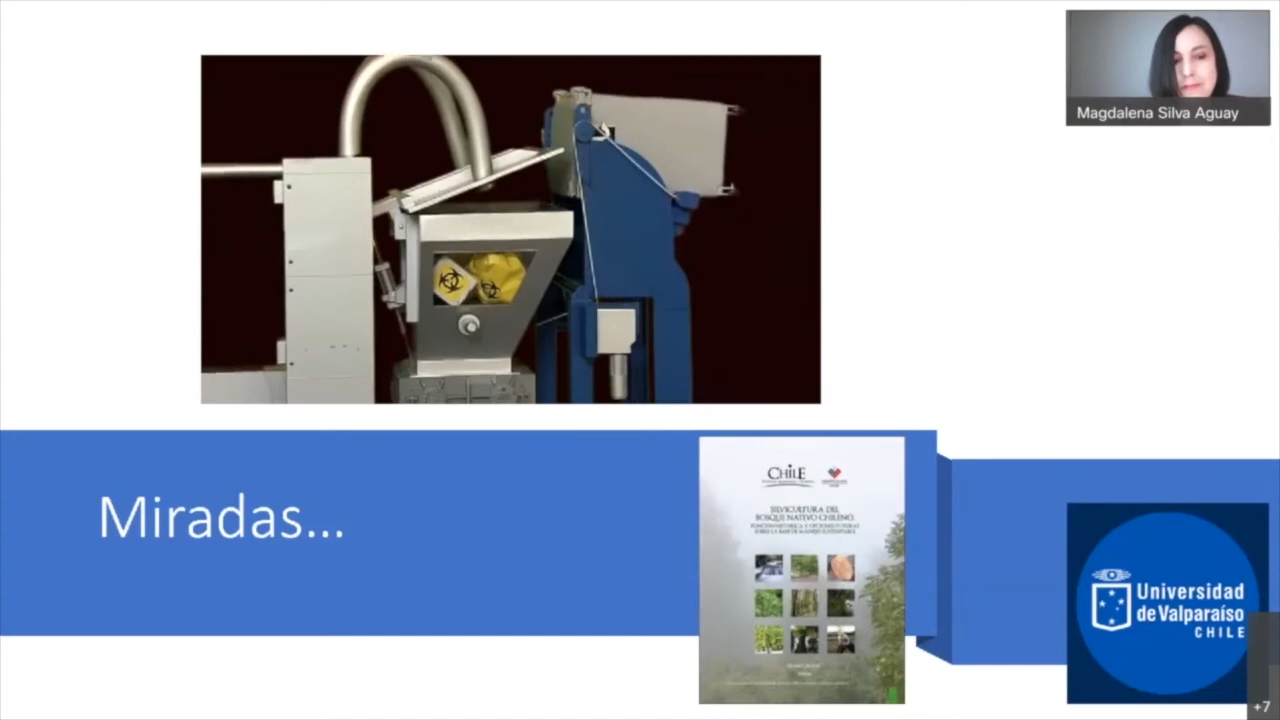 Magdalena Silva Aguay
Miradas...
CHILE
SILVICULTURA DEL
BOSQUE NATIVO CHILENO.
Universidad
de Valparaíso
CHILE
+7